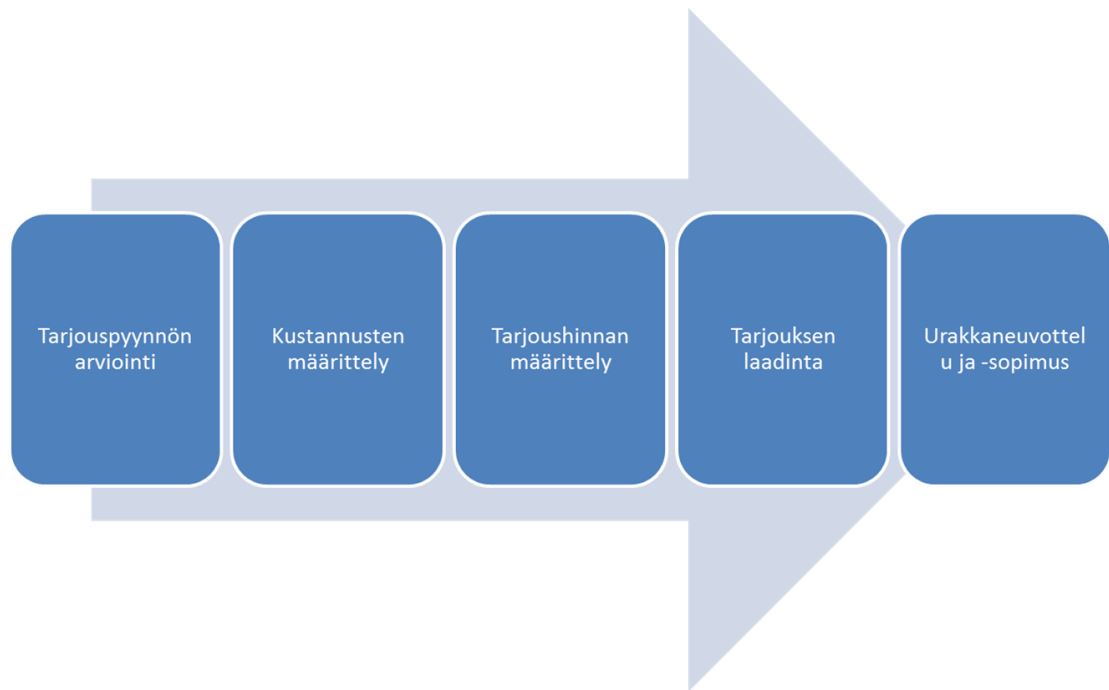 Tarjouspyynnön
arviointi
Kustannusten
määrittely
Tarjoushinnan
määrittely
Tarjouksen
laadinta
Urakkaneuvottel
u ja -sopimus